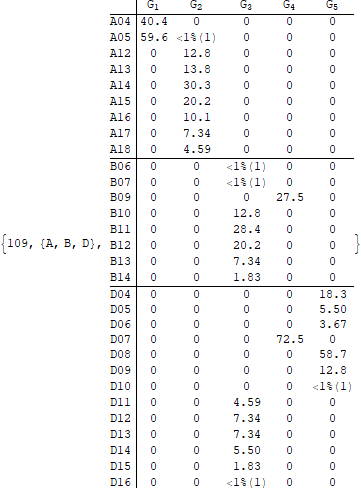 G1 G2 G3 G4 G5
A04 40.4 0 0 0 0
A05 59.6 <1%(1) 0 0 0
A12 0 12.8 0 0 0
A13 0 13.8 0 0 0
A14 0 30.3 0 0 0
A15 0 20.2 0 0 0
A16 0 10.1 0 0 0
A17 0 7.34 0 0 0
A18 0 4.59 0 0 0
B06 0 0 <1%(1) 0 0
B07 0 0 <1%(1) 0 0
B09 0 0 0 27.5 0
B10 0 0 12.8 0 0
B11 0 0 28.4 0 0
{109, {A, B, D}, B12 0 0 20.2 0 0 }
B13 0 0 7.34 0 0
B14 0 0 1.83 0 0
D04 0 0 0 0 18.3
D05 0 0 0 0 5.50
D06 0 0 0 0 3.67
D07 0 0 0 72.5 0
D08 0 0 0 0 58.7
D09 0 0 0 0 12.8
D10 0 0 0 0 <1%(1)
D11 0 0 4.59 0 0
D12 0 0 7.34 0 0
D13 0 0 7.34 0 0
D14 0 0 5.50 0 0
D15 0 0 1.83 0 0
D16 0 0 <1%(1) 0 0